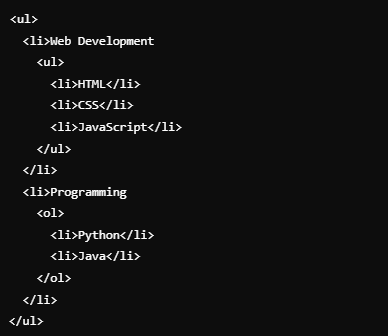 <ul>
  <li>Web Development
    <ul>
      <li>HTML</li>
      <li>CSS</li>
      <li>JavaScript</li>
    </ul>
  </li>
  <li>Programming
    <ol>
      <li>Python</li>
      <li>Java</li>
    </ol>
  </li>
</ul>